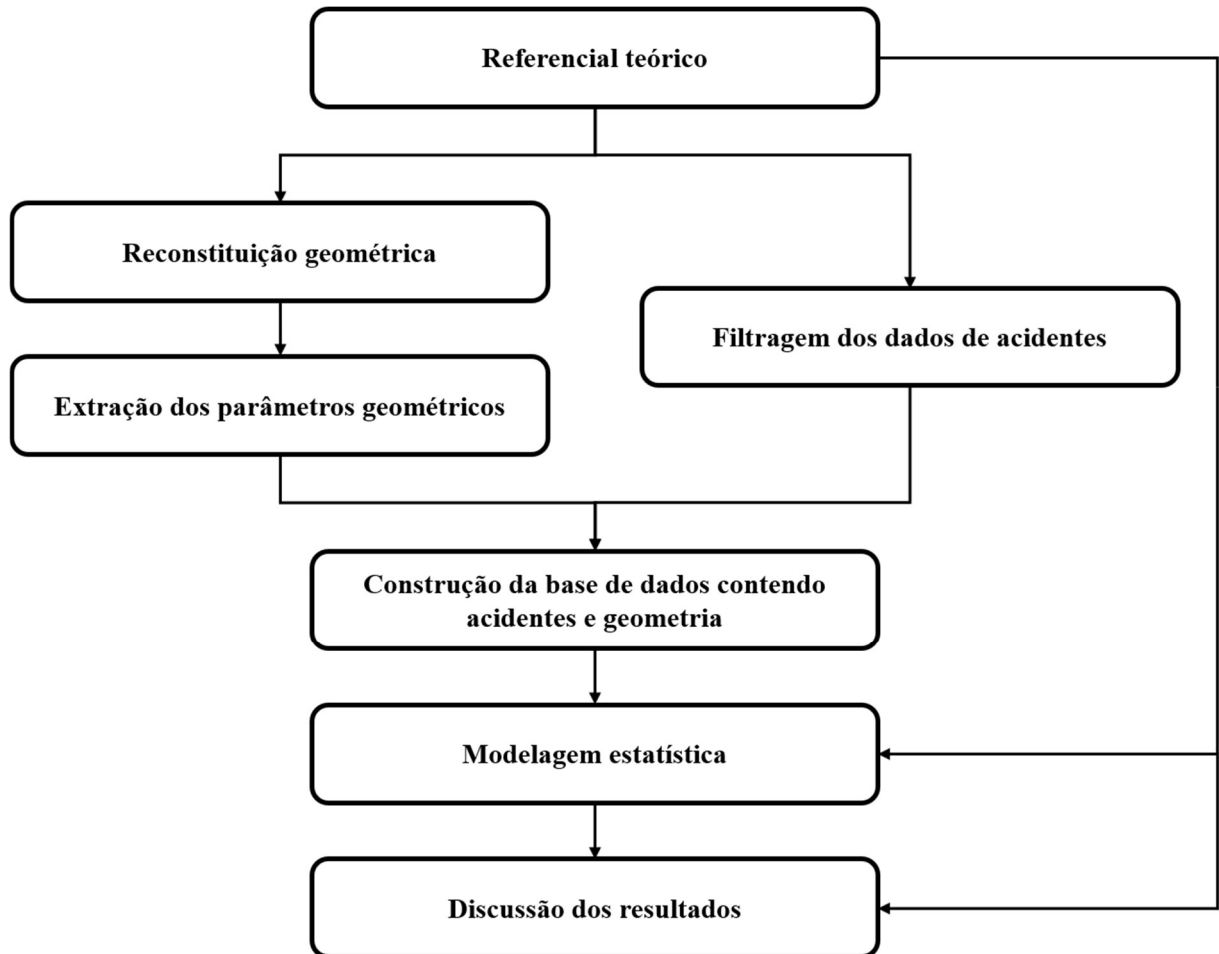 Referencial teórico
Reconstituição geométrica
Filtragem dos dados de acidentes
Extração dos parâmetros geométricos
Construção da base de dados contendo
acidentes e geometria
Modelagem estatística
Discussão dos resultados